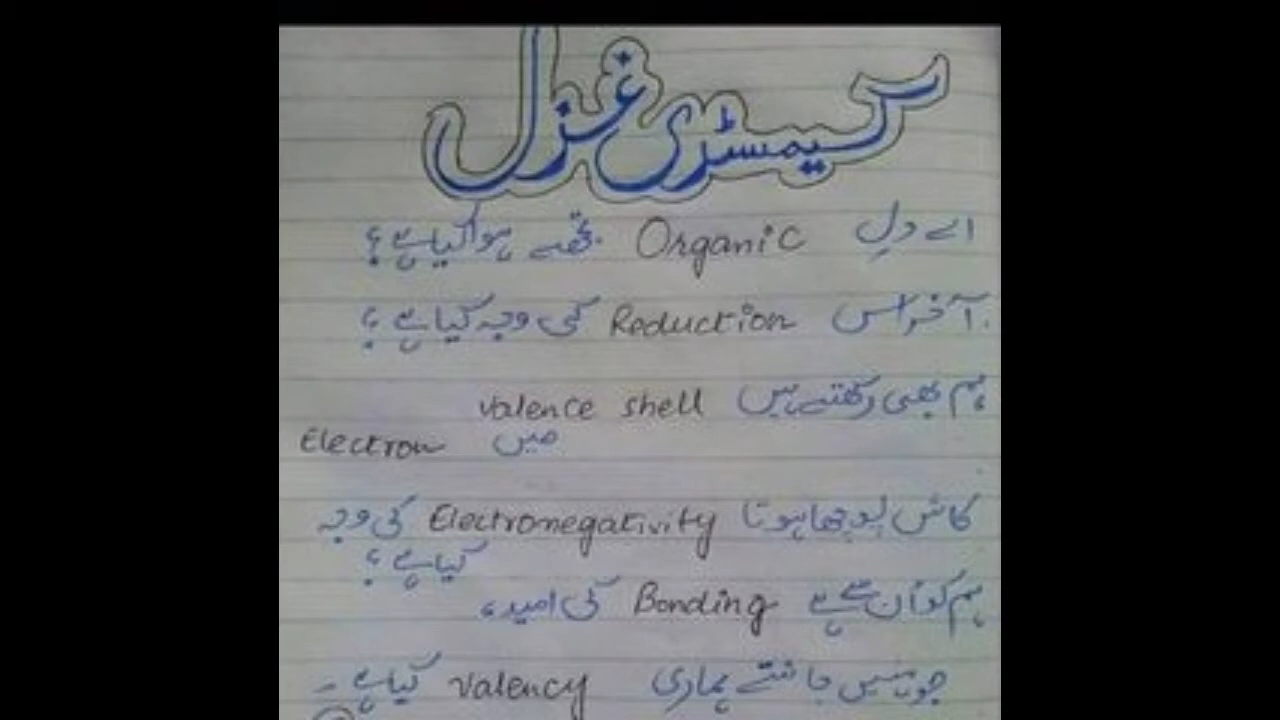 کیمسٹری غزل
اے دلِ Organic تجھے ہوا کیا ہے؟
آخر اس Reduction کی وجہ کیا ہے؟
ہم بھی رکھتے ہیں valence shell
میں Electron
کاش پوچھا ہوتا Electronegativity کی وجہ
کیا ہے؟
ہم کو اُن سے ہے Bonding کی امید،
جو نہیں جانتے ہماری valency کیا ہے۔